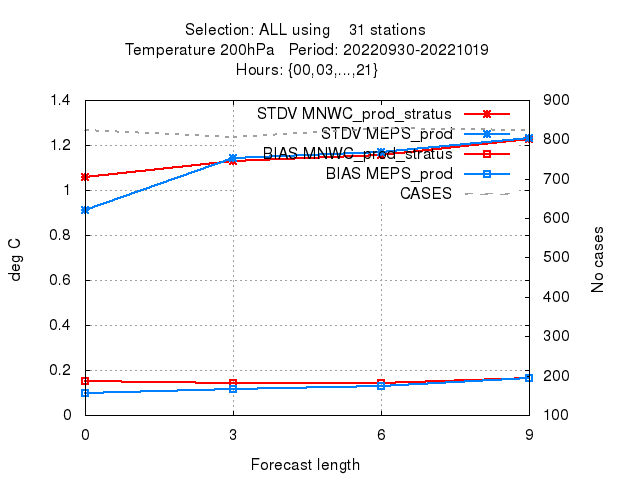 Selection: ALL using 31 stations
Temperature 200hPa Period: 20220930-20221019
Hours: {00,03,...,21}
1.4
1.2
1
0.8
0.6
0.4
0.2
0
deg C
STDV MNWC_prod_stratus
STDV MEPS_prod
BIAS MNWC_prod_stratus
BIAS MEPS_prod
CASES
900
800
700
600
500
400
300
200
100
No cases
0 3 6 9
Forecast length